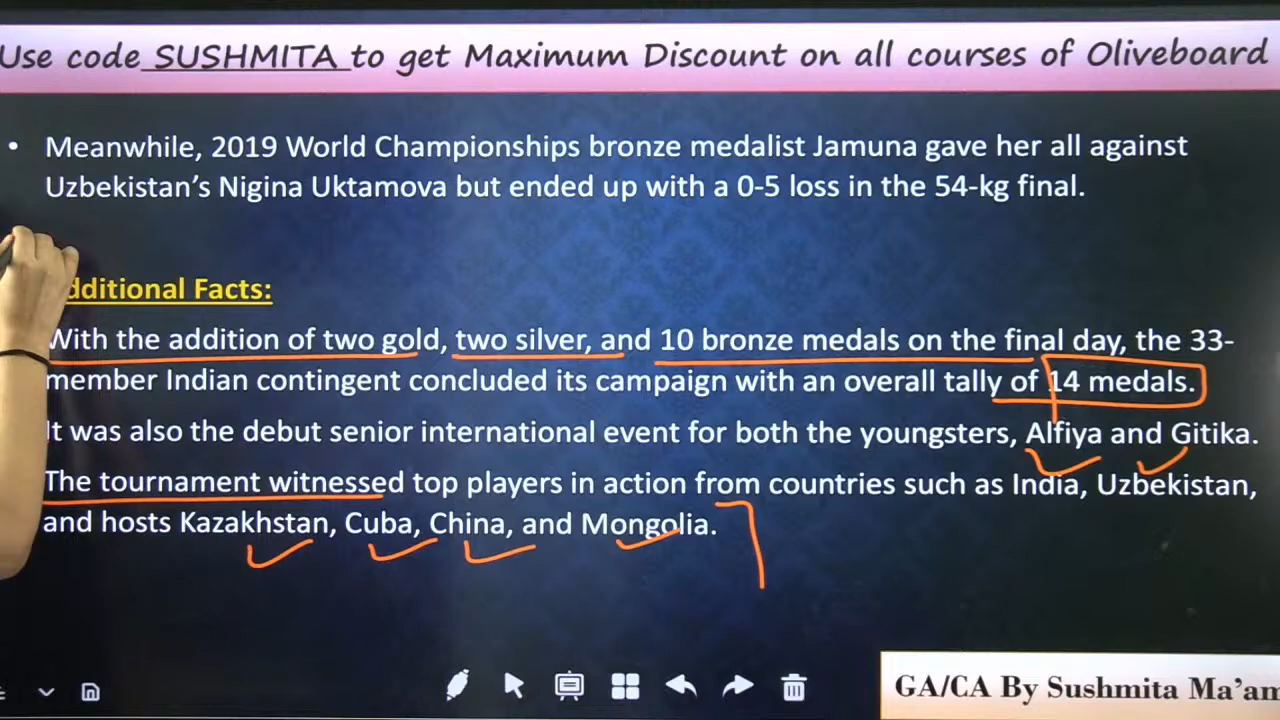 Use code SUSHMITA to get Maximum Discount on all courses of Oliveboard
• Meanwhile, 2019 World Championships bronze medalist Jamuna gave her all against
Uzbekistan’s Nigina Uktamova but ended up with a 0-5 loss in the 54-kg final.
dditional Facts:
With the addition of two gold, two silver, and 10 bronze medals on the final day, the 33-
member Indian contingent concluded its campaign with an overall tally of 14 medals.
It was also the debut senior international event for both the youngsters, Alfiya and Gitika.
The tournament witnessed top players in action from countries such as India, Uzbekistan,
and hosts Kazakhstan, Cuba, China, and Mongolia.
GA/CA By Sushmita Ma’am